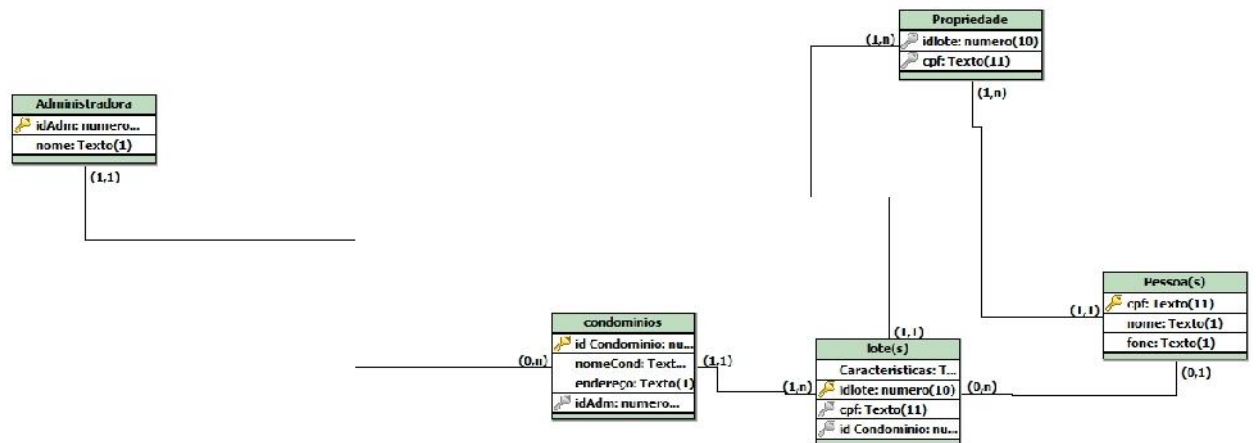 Propriedade
(1,n)
idlote: numero(10)
cpf: Texto(11)
(1,n)
Administradora
idAdm: numero...
nome: Texto(1)
(1,1)
Pessoa(s)
(1,1)
cpf: Texto(11)
nome: Texto(1)
fone: Texto(1)
(0,1)
condominios
(0,n)
id Condominio: nu...
(1,1)
nomeCond: Text...
endereço: Texto(1)
idAdm: numero...
(1,1)
lote(s)
Caracteristicas: T...
(1,n)
idlote: numero(10)
(0,n)
cpf: Texto(11)
id Condominio: nu...